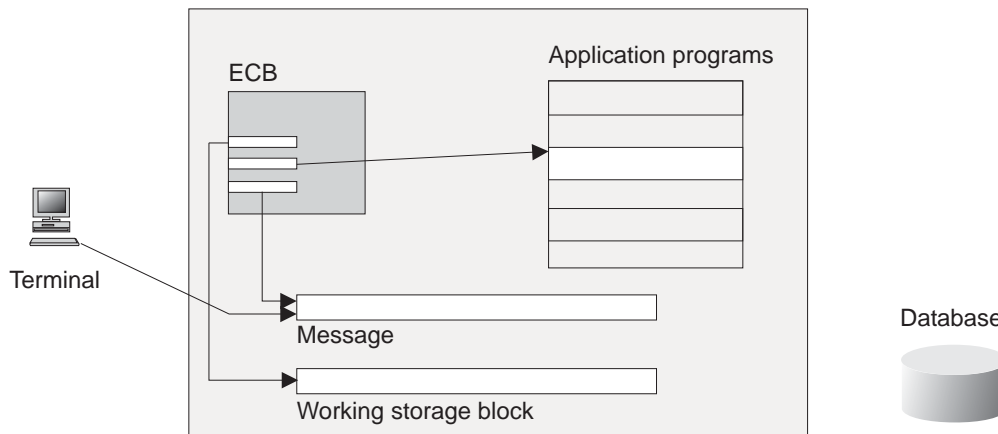 Application programs
ECB
Terminal
Message
Database
Working storage block